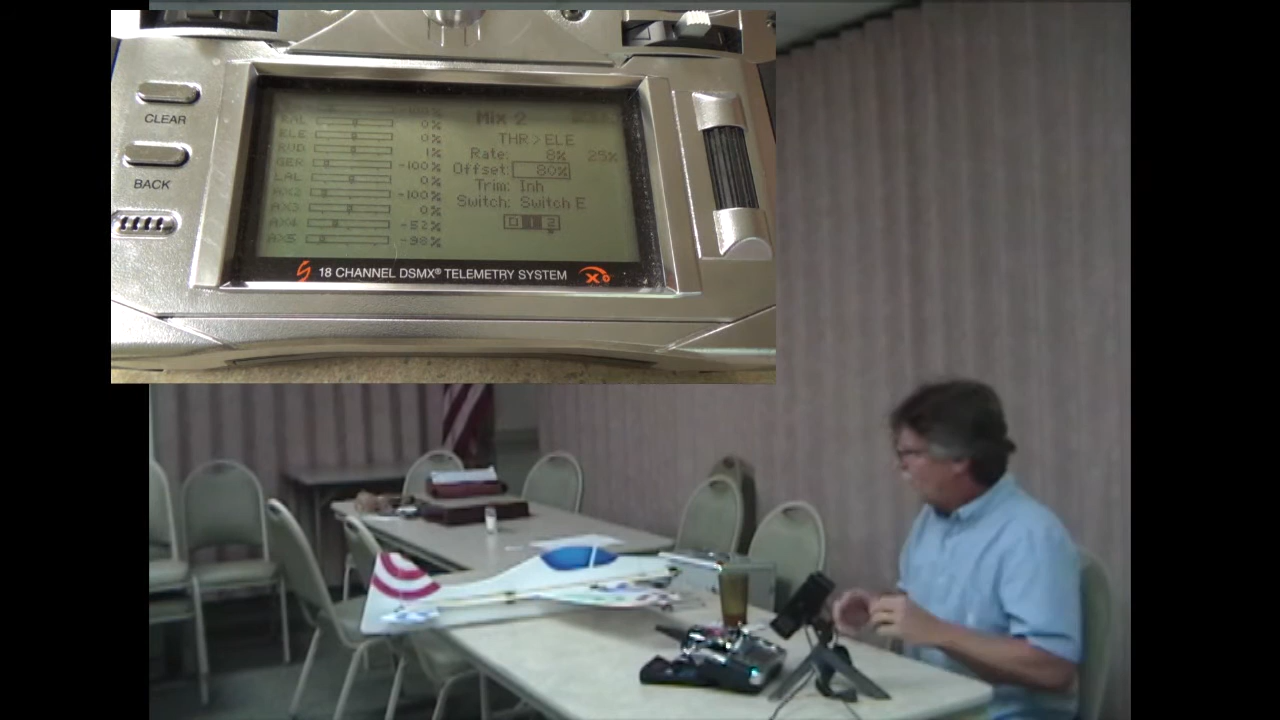 CLEAR
BACK
0%
ELE 0%
RUD 1%
GER -100%
LAL 0%
AX2 -100%
AX3 0%
AX4 -52%
AX5 -98%
Mix 2
THR > ELE
Rate: 8% 25%
Offset: 80%
Trim: Inh
Switch: Switch E
0 1 2
18 CHANNEL DSMX® TELEMETRY SYSTEM